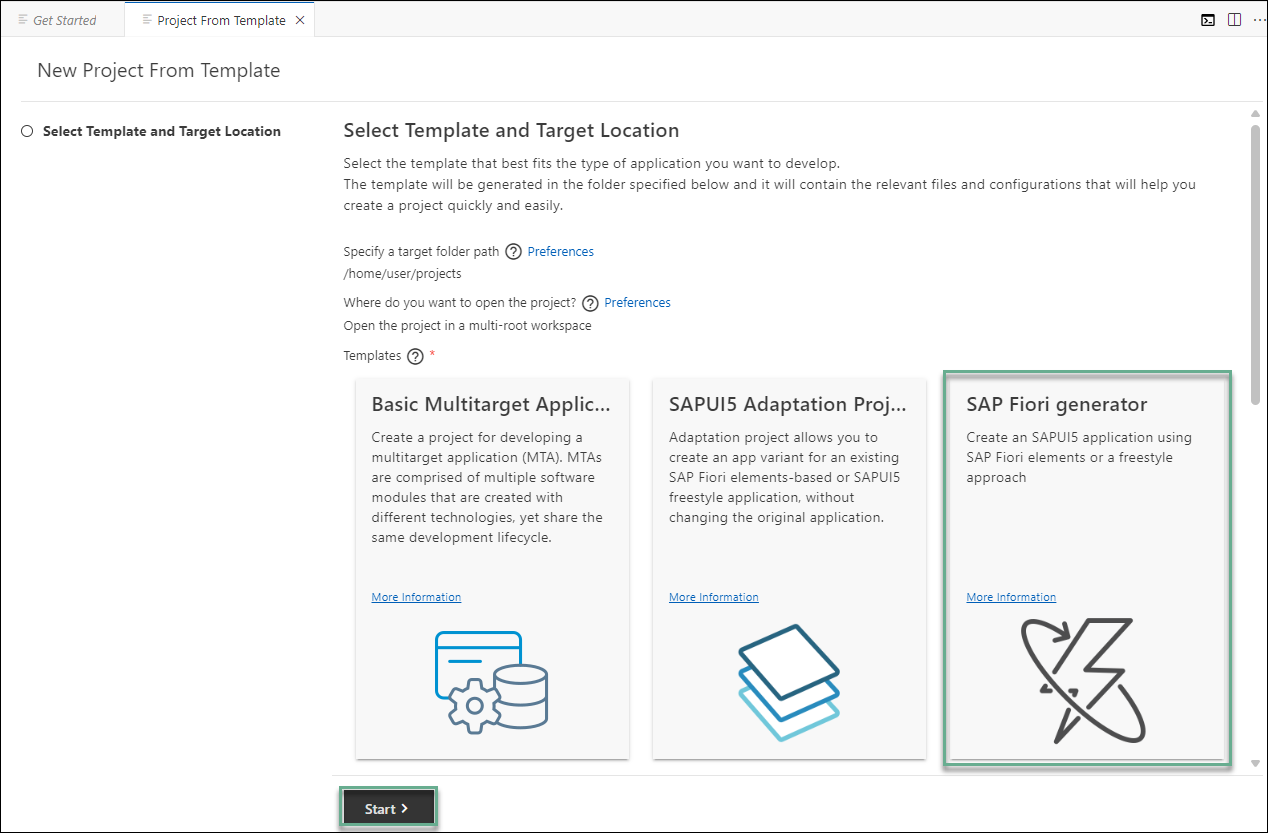 Get Started
Project From Template
New Project From Template
Select Template and Target Location
Select Template and Target Location
Select the template that best fits the type of application you want to develop.
The template will be generated in the folder specified below and it will contain the relevant files and configurations that will help you
create a project quickly and easily.
Specify a target folder path ? Preferences
/home/user/projects
Where do you want to open the project? ? Preferences
Open the project in a multi-root workspace
Templates ? *
Basic Multitarget Applic...
Create a project for developing a
multitarget application (MTA). MTAs
are comprised of multiple software
modules that are created with
different technologies, yet share the
same development lifecycle.
More Information
SAPUI5 Adaptation Proj...
Adaptation project allows you to
create an app variant for an existing
SAP Fiori elements-based or SAPUI5
freestyle application, without
changing the original application.
More Information
SAP Fiori generator
Create an SAPUI5 application using
SAP Fiori elements or a freestyle
approach
More Information
Start